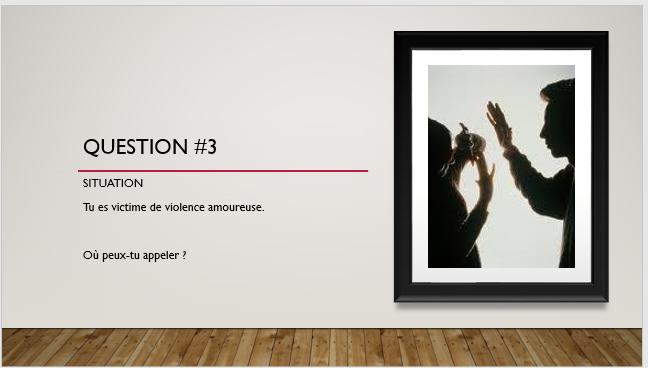 QUESTION #3
SITUATION
Tu es victime de violence amoureuse.
Où peux-tu appeler ?